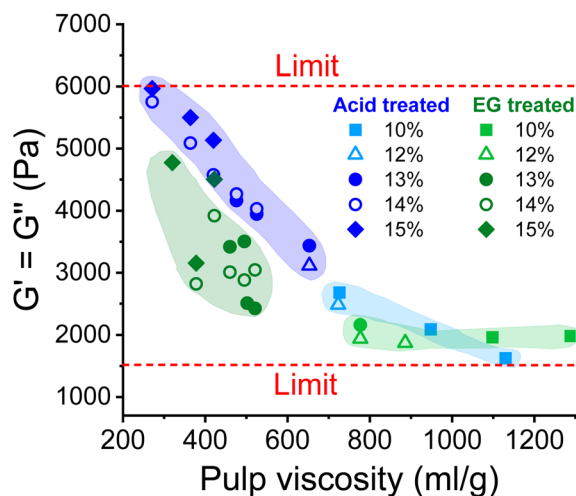 Limit
Acid treated EG treated
10% 10%
12% 12%
13% 13%
14% 14%
15% 15%
Limit
G' = G" (Pa)
6000
5000
4000
3000
2000
1000
7000
200 400 600 800 1000 1200
Pulp viscosity (ml/g)